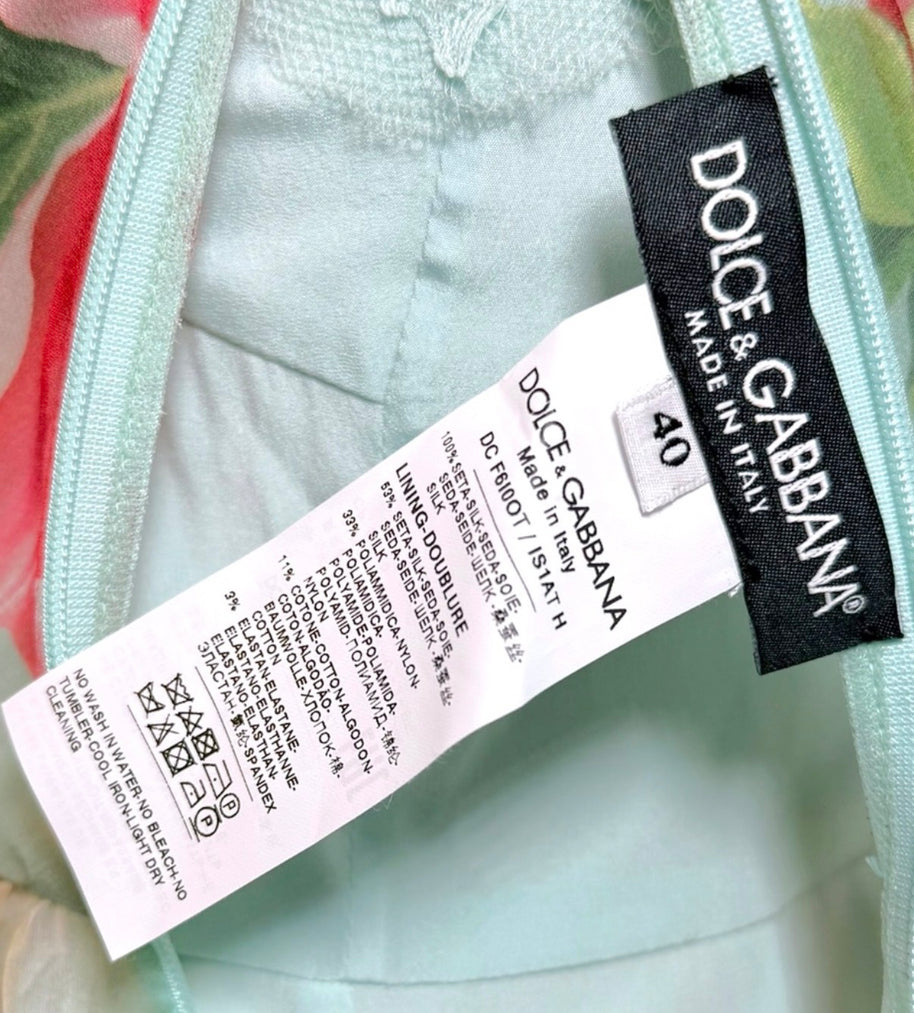 DOLCE & GABBANA®
MADE IN ITALY
40
DOLCE & GABBANA
Made in Italy
DC F6I0OT / IS1AT H
100% SETA-SILK-SEDA-SOIE-
SEDA-SEIDE-ШЕЛК-桑蚕丝-
SILK
LINING-DOUBLURE
53% SETA-SILK-SEDA-SOIE-
SEDA-SEIDE-ШЕЛК-桑蚕丝-
SILK
33% POLIAMMIDICA-NYLON-
POLIAMIDICA-POLIAMIDA-
POLYAMIDE-POLIAMIDA-
POLYAMID-ПОЛИАМИД-锦纶-
NYLON
11% COTONE-COTTON-ALGODON-
COTON-ALGODÃO-
BAUMWOLLE-ХЛОПОК-棉-
COTTON
3% ELASTAN-ELASTANE-
ELASTANO-ELASTHANNE-
ELASTANO-ELASTHAN-
ЭЛАСТАН-氨纶-SPANDEX
P
P
NO WASH IN WATER-NO BLEACH-NO
TUMBLER-COOL IRON-LIGHT DRY
CLEANING